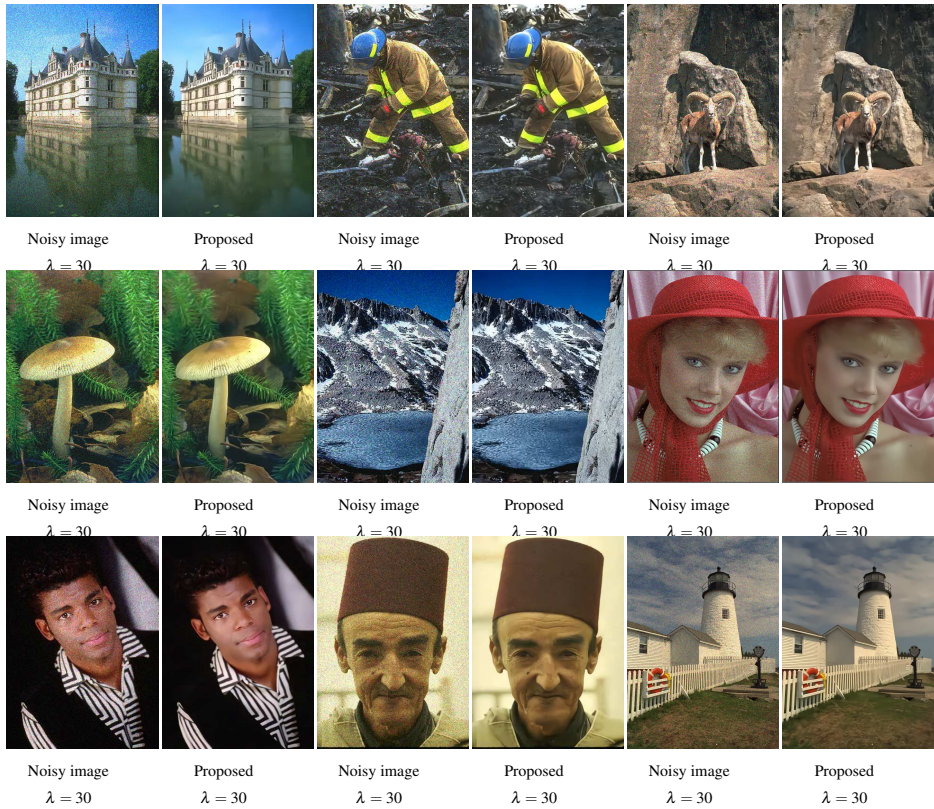 Noisy image Proposed Noisy image Proposed Noisy image Proposed
λ = 30 λ = 30 λ = 30 λ = 30 λ = 30 λ = 30
Noisy image Proposed Noisy image Proposed Noisy image Proposed
λ = 30 λ = 30 λ = 30 λ = 30 λ = 30 λ = 30
Noisy image Proposed Noisy image Proposed Noisy image Proposed
λ = 30 λ = 30 λ = 30 λ = 30 λ = 30 λ = 30